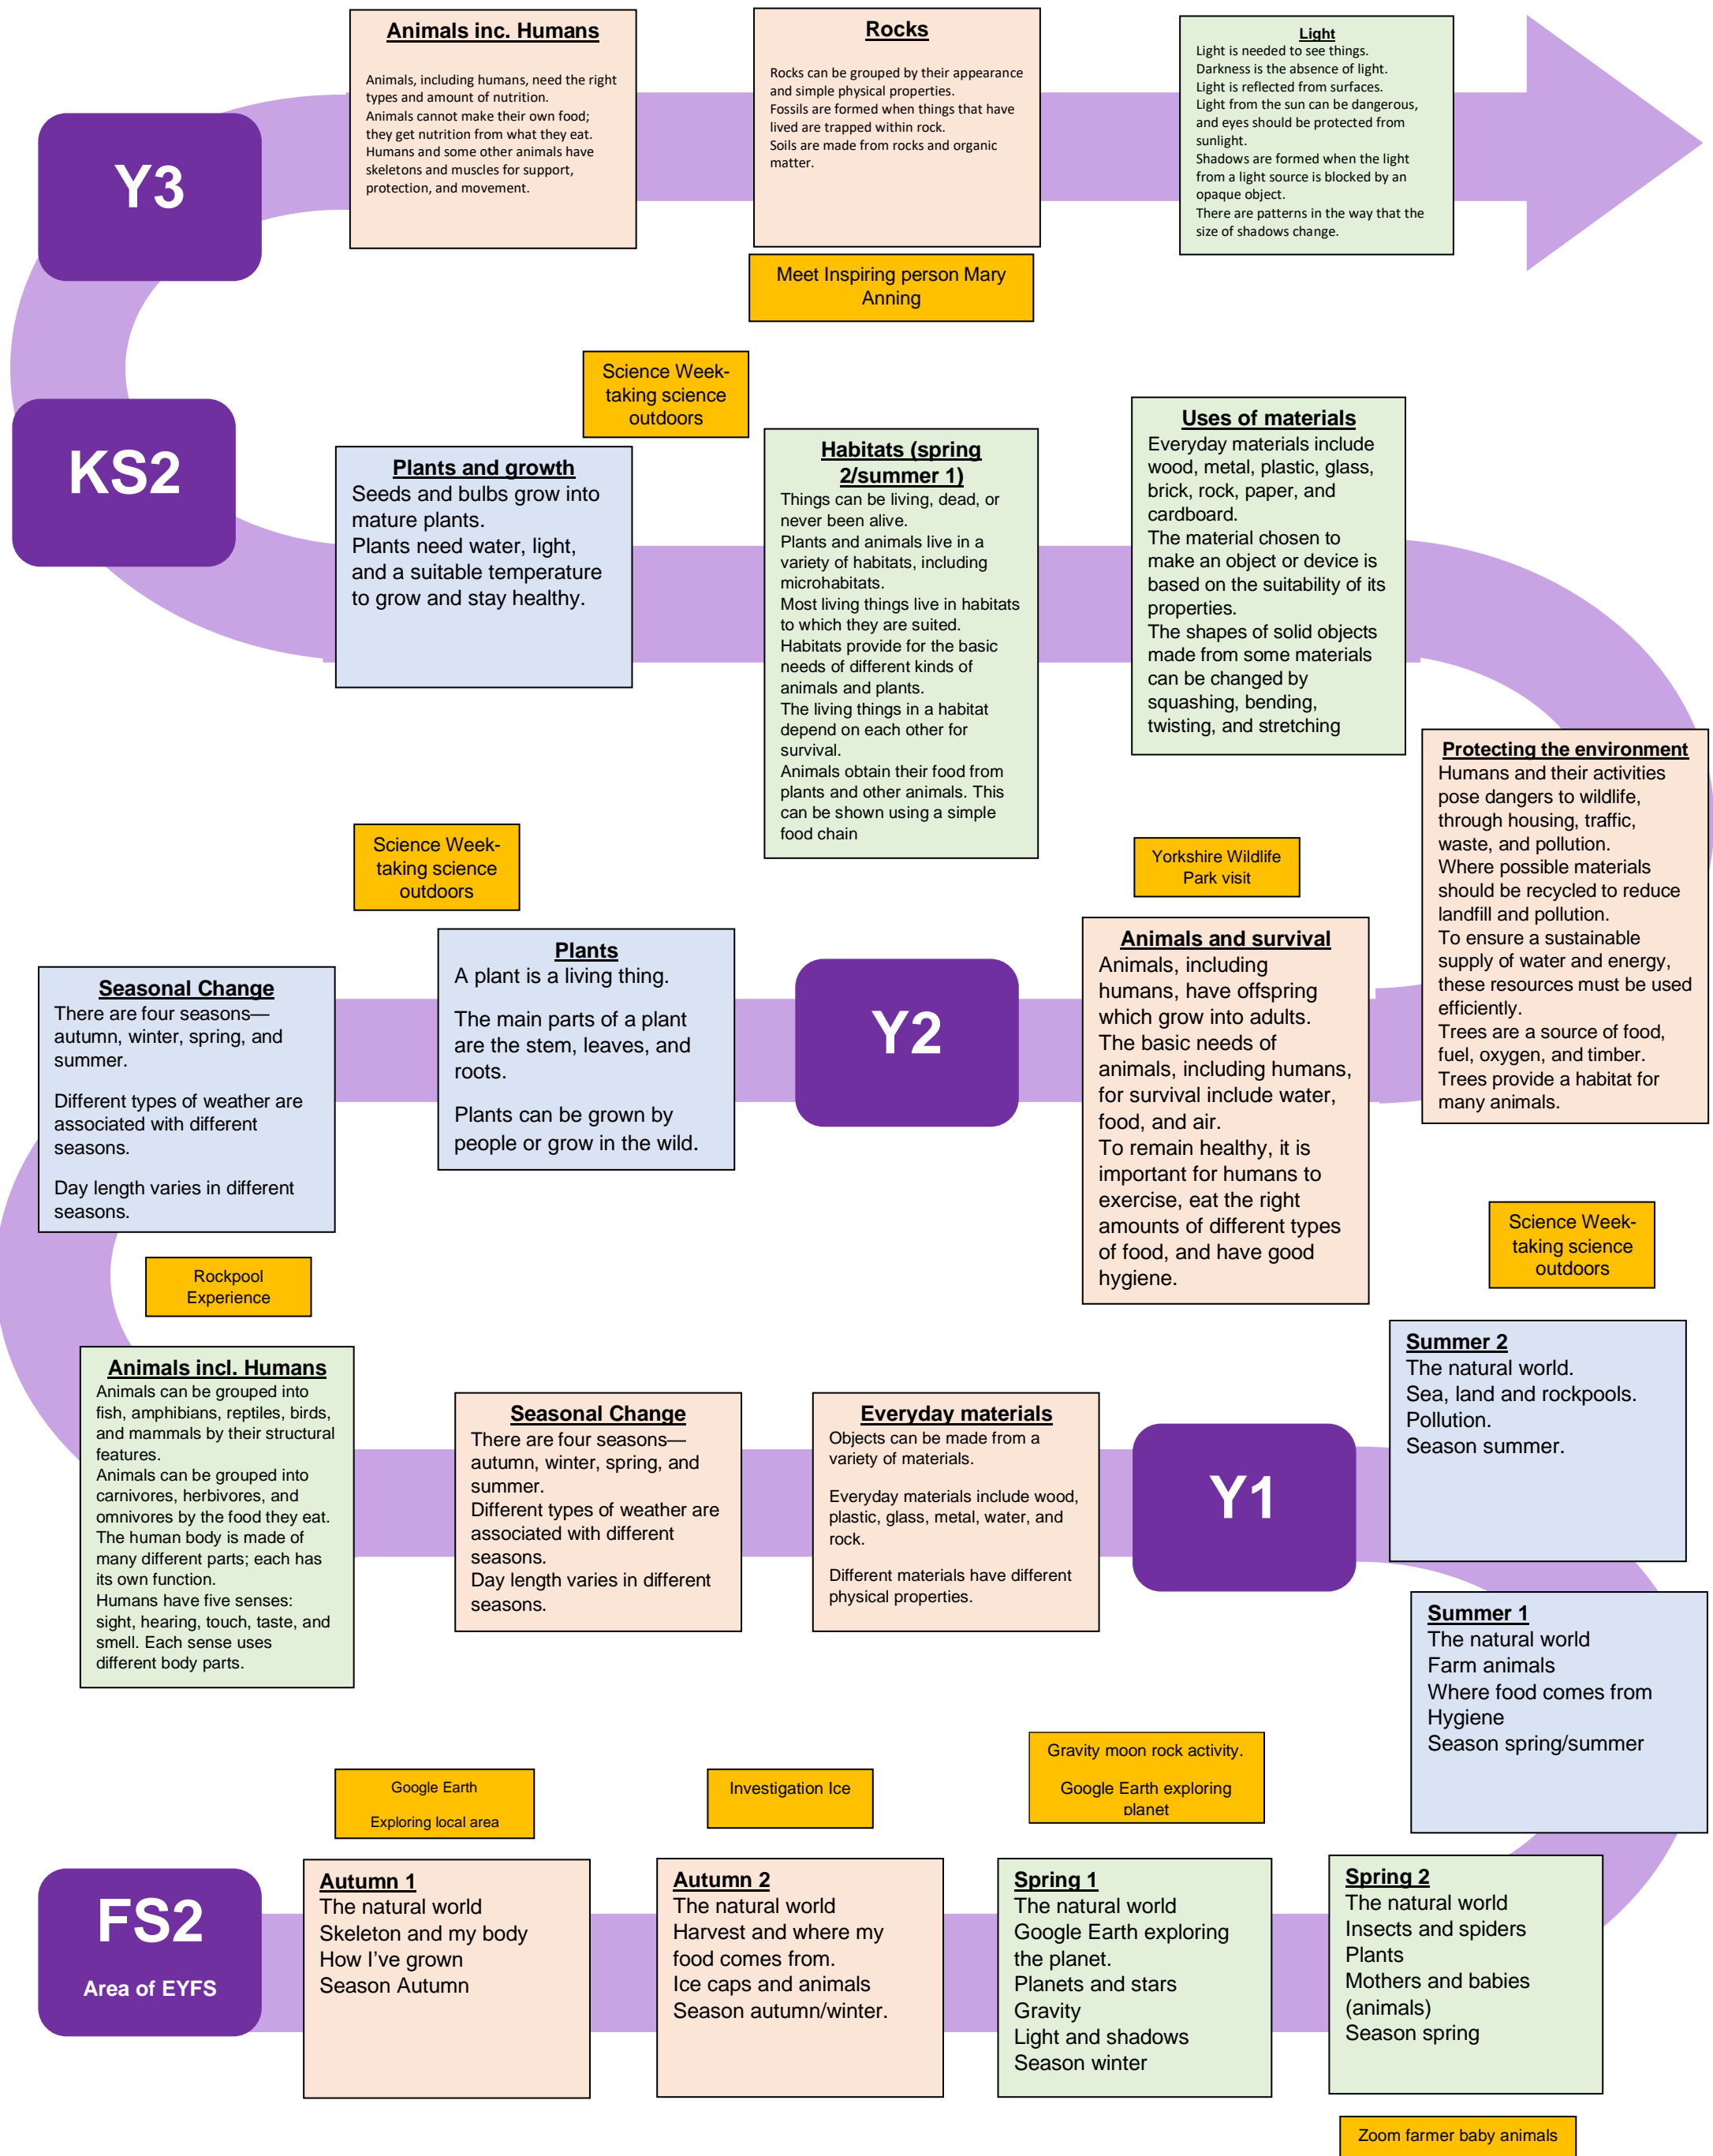 Animals inc. Humans
Animals, including humans, need the right
types and amount of nutrition.
Animals cannot make their own food;
they get nutrition from what they eat.
Humans and some other animals have
skeletons and muscles for support,
protection, and movement.
Rocks
Rocks can be grouped by their appearance
and simple physical properties.
Fossils are formed when things that have
lived are trapped within rock.
Soils are made from rocks and organic
matter.
Light
Light is needed to see things.
Darkness is the absence of light.
Light is reflected from surfaces.
Light from the sun can be dangerous,
and eyes should be protected from
sunlight.
Shadows are formed when the light
from a light source is blocked by an
opaque object.
There are patterns in the way that the
size of shadows change.
Y3
Meet Inspiring person Mary
Anning
Science Week-
taking science
outdoors
KS2
Plants and growth
Seeds and bulbs grow into
mature plants.
Plants need water, light,
and a suitable temperature
to grow and stay healthy.
Habitats (spring
2/summer 1)
Things can be living, dead, or
never been alive.
Plants and animals live in a
variety of habitats, including
microhabitats.
Most living things live in habitats
to which they are suited.
Habitats provide for the basic
needs of different kinds of
animals and plants.
The living things in a habitat
depend on each other for
survival.
Animals obtain their food from
plants and other animals. This
can be shown using a simple
food chain
Uses of materials
Everyday materials include
wood, metal, plastic, glass,
brick, rock, paper, and
cardboard.
The material chosen to
make an object or device is
based on the suitability of its
properties.
The shapes of solid objects
made from some materials
can be changed by
squashing, bending,
twisting, and stretching
Protecting the environment
Humans and their activities
pose dangers to wildlife,
through housing, traffic,
waste, and pollution.
Where possible materials
should be recycled to reduce
landfill and pollution.
To ensure a sustainable
supply of water and energy,
these resources must be used
efficiently.
Trees are a source of food,
fuel, oxygen, and timber.
Trees provide a habitat for
many animals.
Science Week-
taking science
outdoors
Yorkshire Wildlife
Park visit
Seasonal Change
There are four seasons—
autumn, winter, spring, and
summer.
Different types of weather are
associated with different
seasons.
Day length varies in different
seasons.
Plants
A plant is a living thing.
The main parts of a plant
are the stem, leaves, and
roots.
Plants can be grown by
people or grow in the wild.
Y2
Animals and survival
Animals, including
humans, have offspring
which grow into adults.
The basic needs of
animals, including humans,
for survival include water,
food, and air.
To remain healthy, it is
important for humans to
exercise, eat the right
amounts of different types
of food, and have good
hygiene.
Science Week-
taking science
outdoors
Rockpool
Experience
Animals incl. Humans
Animals can be grouped into
fish, amphibians, reptiles, birds,
and mammals by their structural
features.
Animals can be grouped into
carnivores, herbivores, and
omnivores by the food they eat.
The human body is made of
many different parts; each has
its own function.
Humans have five senses:
sight, hearing, touch, taste, and
smell. Each sense uses
different body parts.
Seasonal Change
There are four seasons—
autumn, winter, spring, and
summer.
Different types of weather are
associated with different
seasons.
Day length varies in different
seasons.
Everyday materials
Objects can be made from a
variety of materials.
Everyday materials include wood,
plastic, glass, metal, water, and
rock.
Different materials have different
physical properties.
Y1
Summer 2
The natural world.
Sea, land and rockpools.
Pollution.
Season summer.
Summer 1
The natural world
Farm animals
Where food comes from
Hygiene
Season spring/summer
Google Earth
Exploring local area
Investigation Ice
Gravity moon rock activity.
Google Earth exploring
planet
FS2
Area of EYFS
Autumn 1
The natural world
Skeleton and my body
How I've grown
Season Autumn
Autumn 2
The natural world
Harvest and where my
food comes from.
Ice caps and animals
Season autumn/winter.
Spring 1
The natural world
Google Earth exploring
the planet.
Planets and stars
Gravity
Light and shadows
Season winter
Spring 2
The natural world
Insects and spiders
Plants
Mothers and babies
(animals)
Season spring
Zoom farmer baby animals